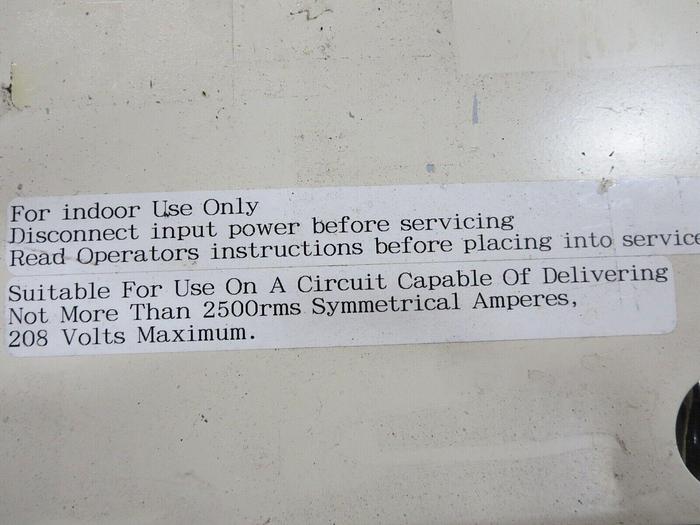 For indoor Use Only
Disconnect input power before servicing
Read Operators instructions before placing into service
Suitable For Use On A Circuit Capable Of Delivering
Not More Than 2500rms Symmetrical Amperes,
208 Volts Maximum.